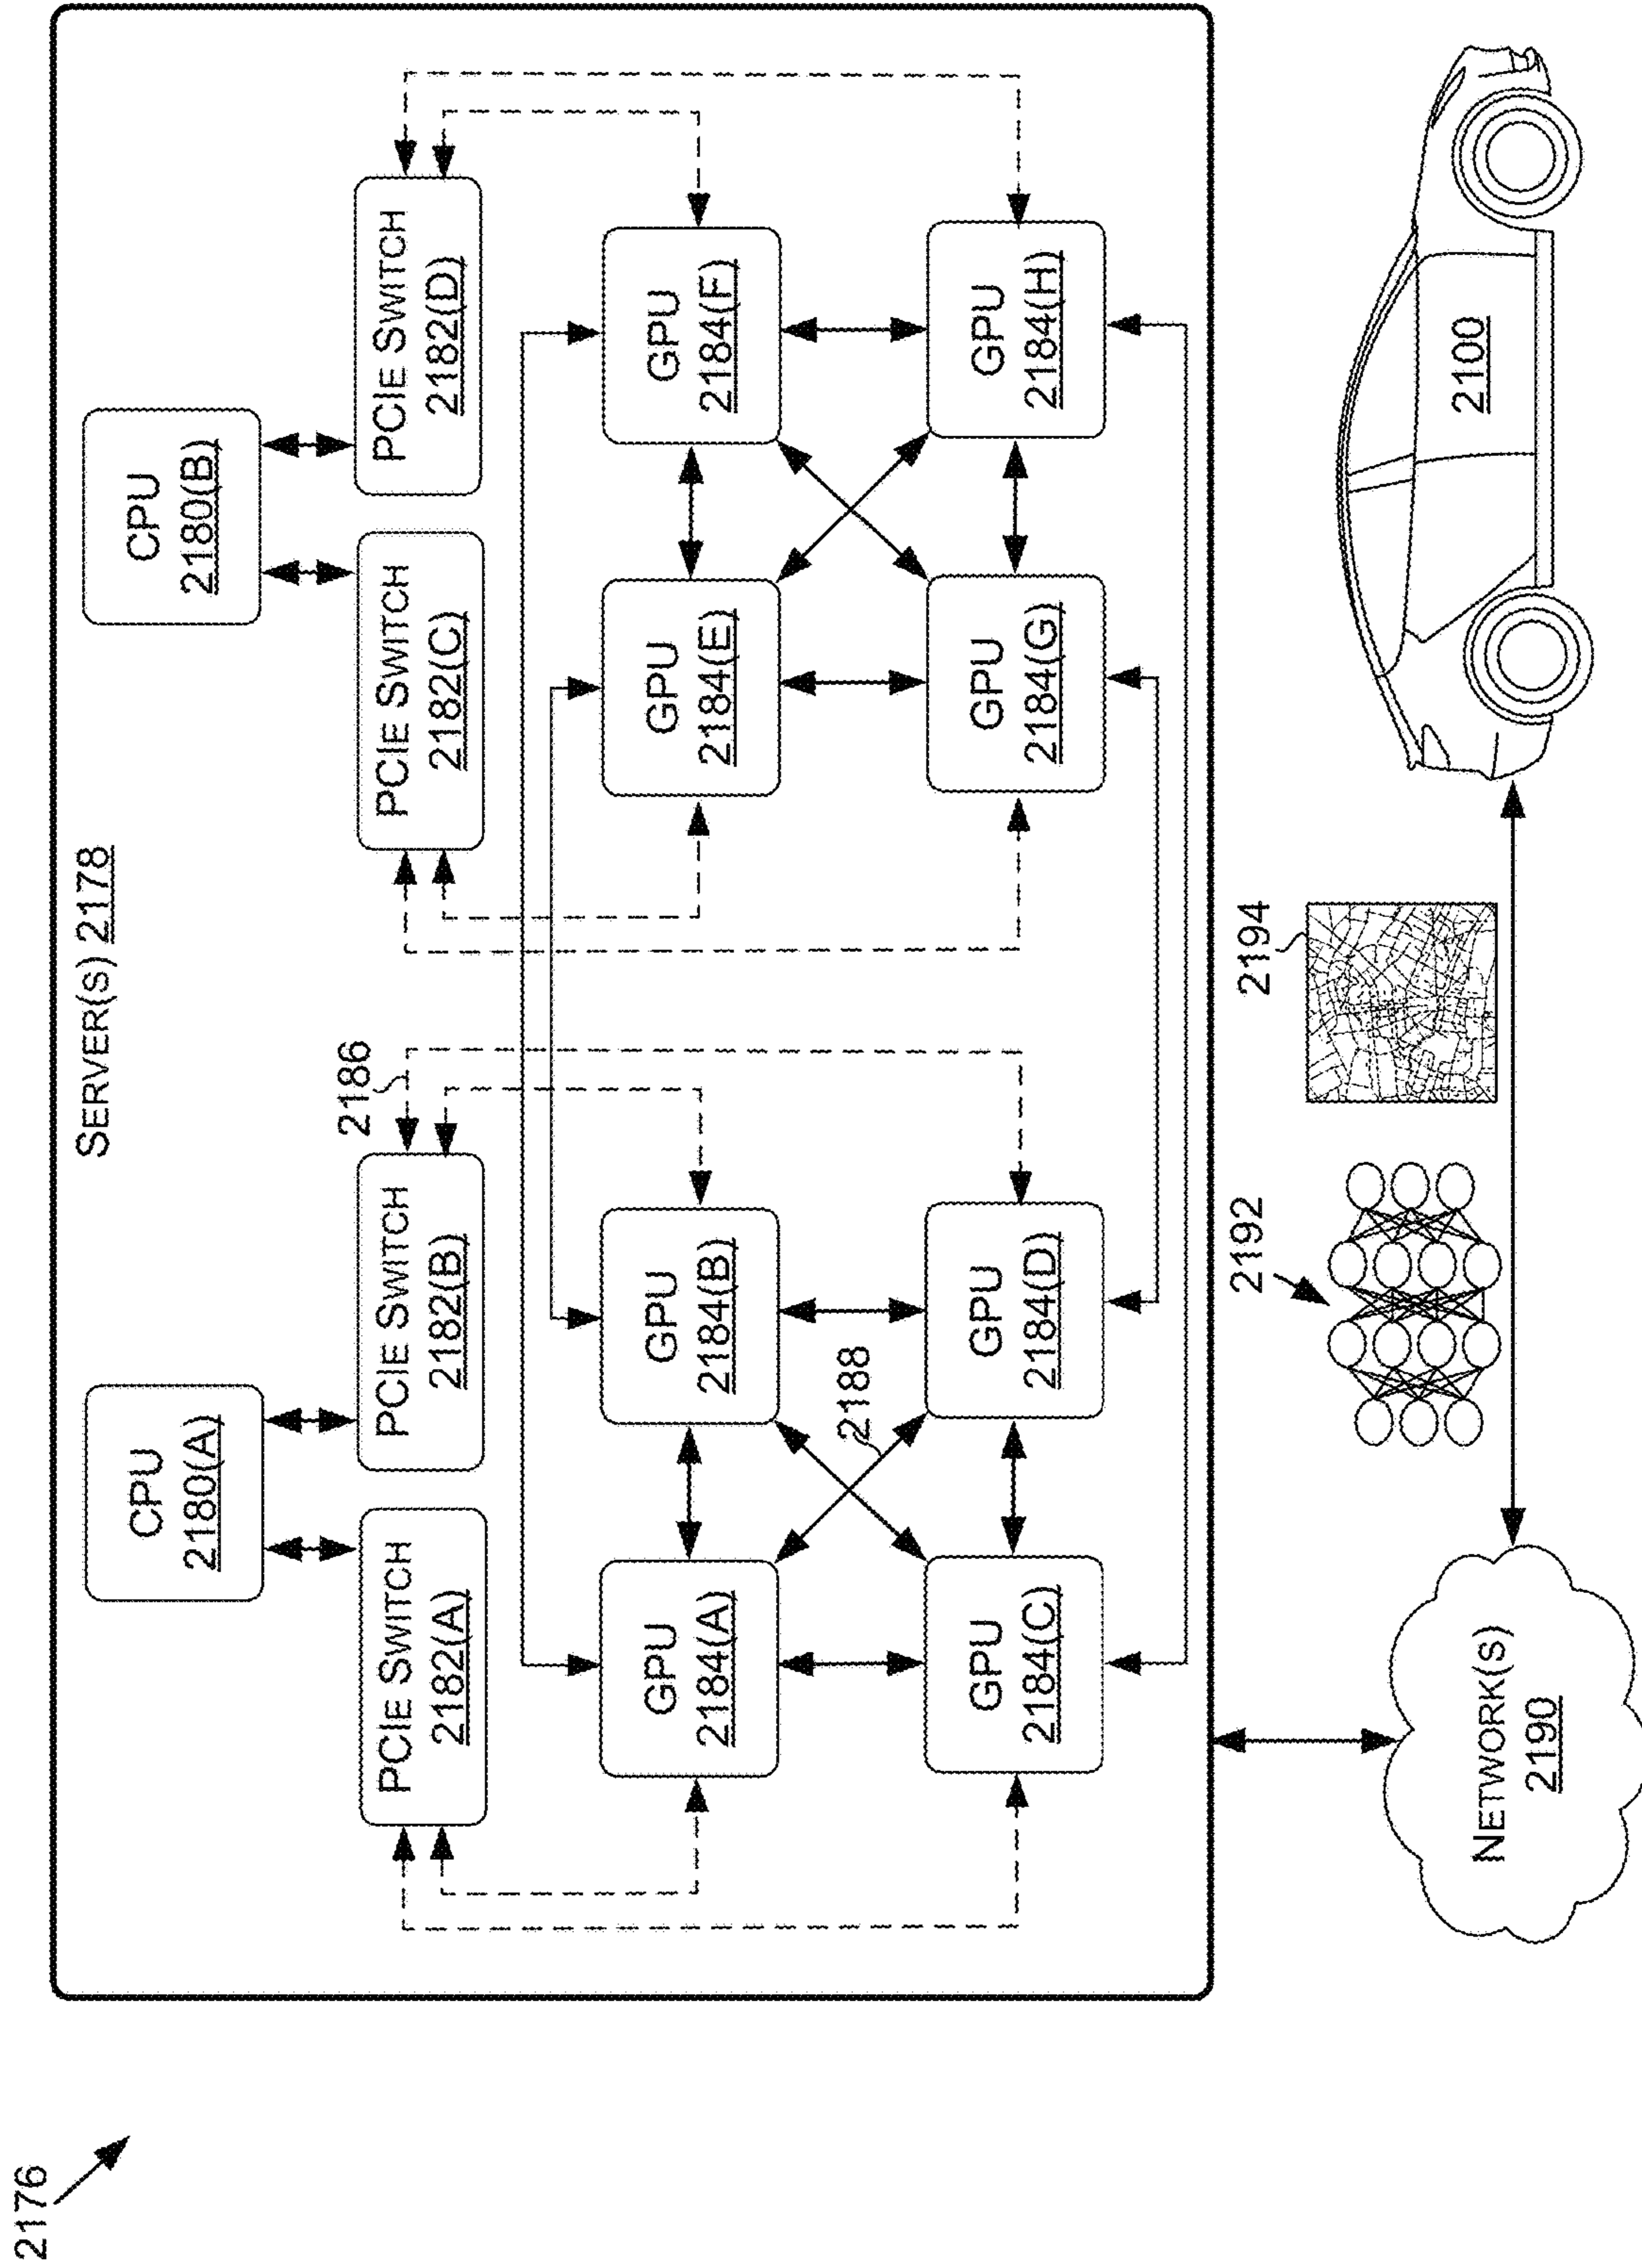 2176
SERVER(S) 2178
CPU
2180(A)
CPU
2180(B)
PCIE SWITCH
2182(A)
PCIE SWITCH
2182(B)
2186
PCIE SWITCH
2182(C)
PCIE SWITCH
2182(D)
GPU
2184(A)
GPU
2184(B)
GPU
2184(E)
GPU
2184(F)
2188
GPU
2184(C)
GPU
2184(D)
GPU
2184(G)
GPU
2184(H)
2192
2194
NETWORK(S)
2190
2100